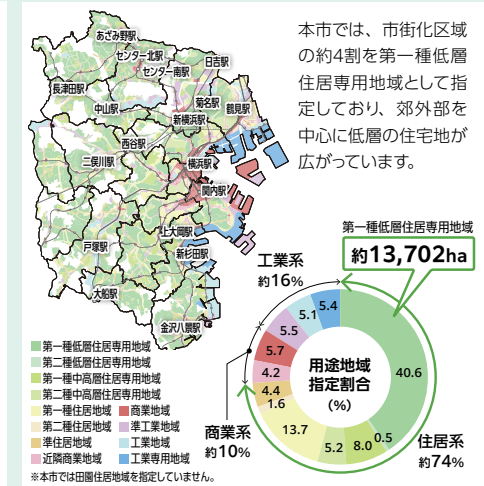 本市では、市街化区域
の約4割を第一種低層
住居専用地域として指
定しており、郊外部を
中心に低層の住宅地が
広がっています。
あざみ野駅
センター北駅
センター南駅
日吉駅
長津田駅
中山駅
菊名駅
鶴見駅
新横浜駅
西谷駅
二俣川駅
横浜駅
関内駅
上大岡駅
戸塚駅
新杉田駅
大船駅
金沢八景駅
第一種低層住居専用地域
約13,702ha
工業系
約16%
商業系
約10%
住居系
約74%
用途地域
指定割合
(%)
40.6
0.5
8.0
5.2
13.7
1.6
4.4
4.2
5.7
5.5
5.1
5.4
第一種低層住居専用地域
第二種低層住居専用地域
第一種中高層住居専用地域
第二種中高層住居専用地域
第一種住居地域 商業地域
第二種住居地域 準工業地域
準住居地域 工業地域
近隣商業地域 工業専用地域
※本市では田園住居地域を指定していません。